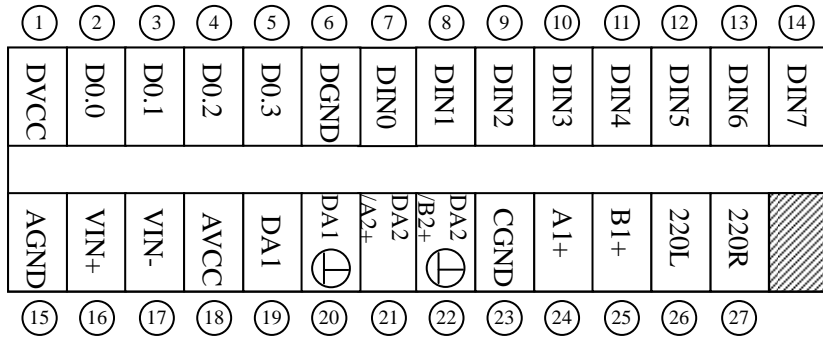 1 2 3 4 5 6 7 8 9 10 11 12 13 14
DVCC D0.0 D0.1 D0.2 D0.3 DGND DIN0 DIN1 DIN2 DIN3 DIN4 DIN5 DIN6 DIN7
AGND VIN+ VIN- AVCC DA1 DA1 DA2 /A2+ DA2 /B2+ CGND A1+ B1+ 220L 220R
15 16 17 18 19 20 21 22 23 24 25 26 27